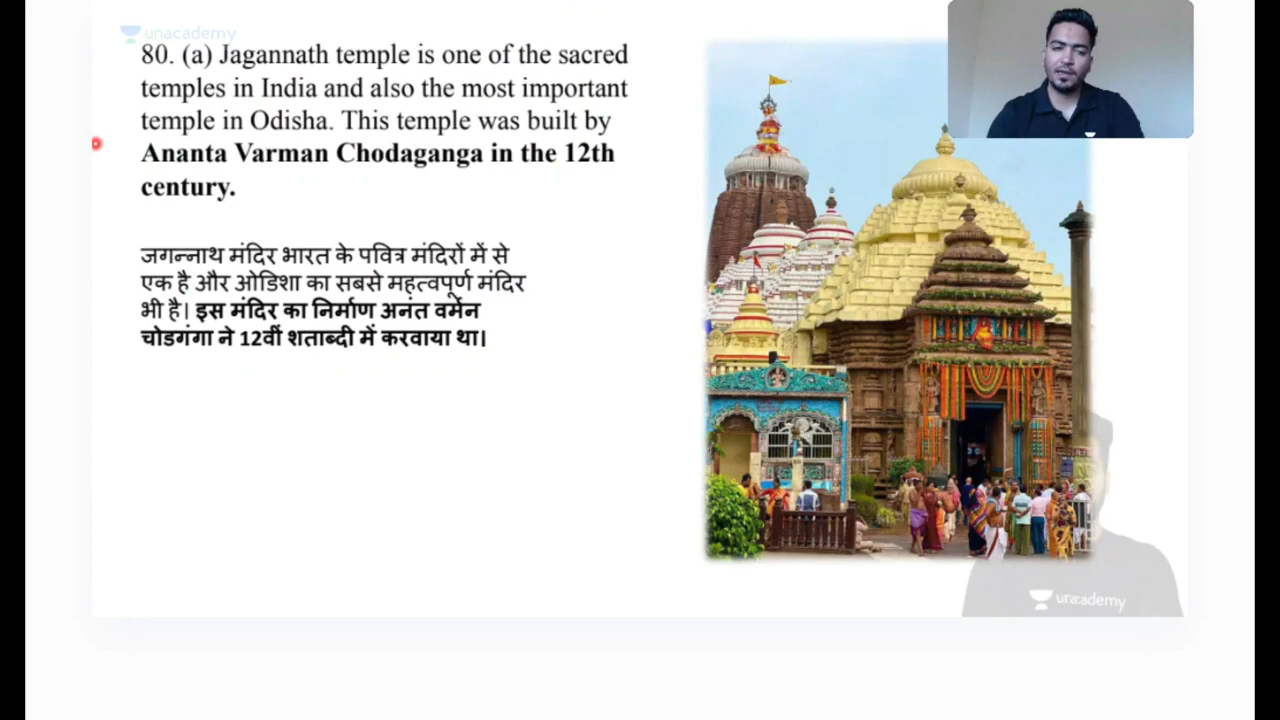 unacademy
80. (a) Jagannath temple is one of the sacred
temples in India and also the most important
temple in Odisha. This temple was built by
Ananta Varman Chodaganga in the 12th
century.
जगन्नाथ मंदिर भारत के पवित्र मंदिरों में से
एक है और ओडिशा का सबसे महत्वपूर्ण मंदिर
भी है। इस मंदिर का निर्माण अनंत वर्मन
चोडगंगा ने 12वीं शताब्दी में करवाया था।
unacademy